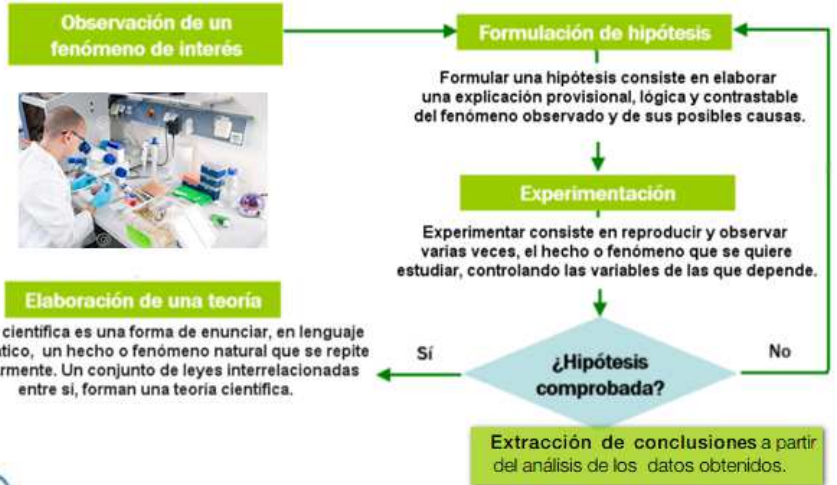 Observación de un
fenómeno de interés
Formulación de hipótesis
Formular una hipótesis consiste en elaborar
una explicación provisional, lógica y contrastable
del fenómeno observado y de sus posibles causas.
Experimentación
Experimentar consiste en reproducir y observar
varias veces, el hecho o fenómeno que se quiere
estudiar, controlando las variables de las que depende.
Elaboración de una teoría
científica es una forma de enunciar, en lenguaje
ático, un hecho o fenómeno natural que se repite
rmente. Un conjunto de leyes interrelacionadas
entre sí, forman una teoría científica.
Sí
¿Hipótesis
comprobada?
No
Extracción de conclusiones a partir
del análisis de los datos obtenidos.